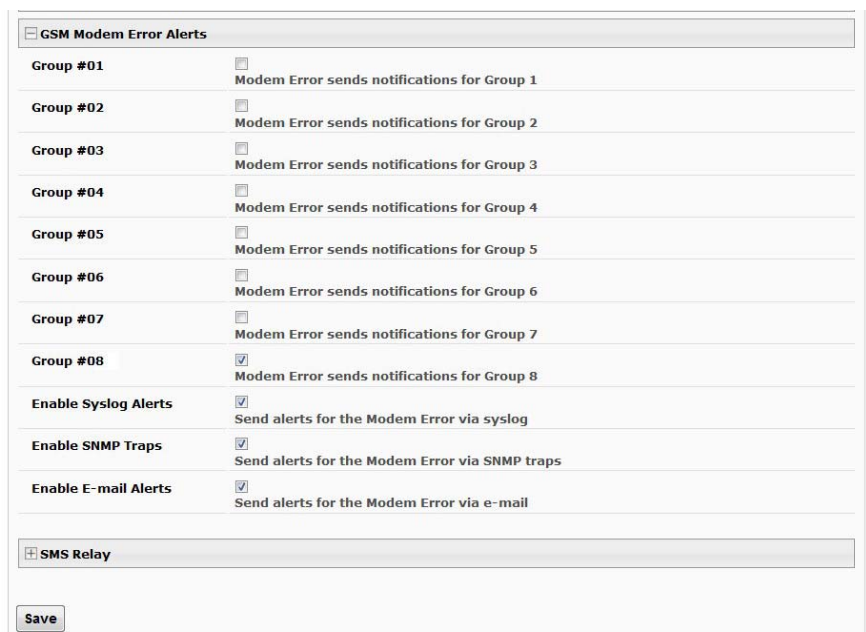 GSM Modem Error Alerts
Group #01
Modem Error sends notifications for Group 1
Group #02
Modem Error sends notifications for Group 2
Group #03
Modem Error sends notifications for Group 3
Group #04
Modem Error sends notifications for Group 4
Group #05
Modem Error sends notifications for Group 5
Group #06
Modem Error sends notifications for Group 6
Group #07
Modem Error sends notifications for Group 7
Group #08
Modem Error sends notifications for Group 8
Enable Syslog Alerts
Send alerts for the Modem Error via syslog
Enable SNMP Traps
Send alerts for the Modem Error via SNMP traps
Enable E-mail Alerts
Send alerts for the Modem Error via e-mail
SMS Relay
Save